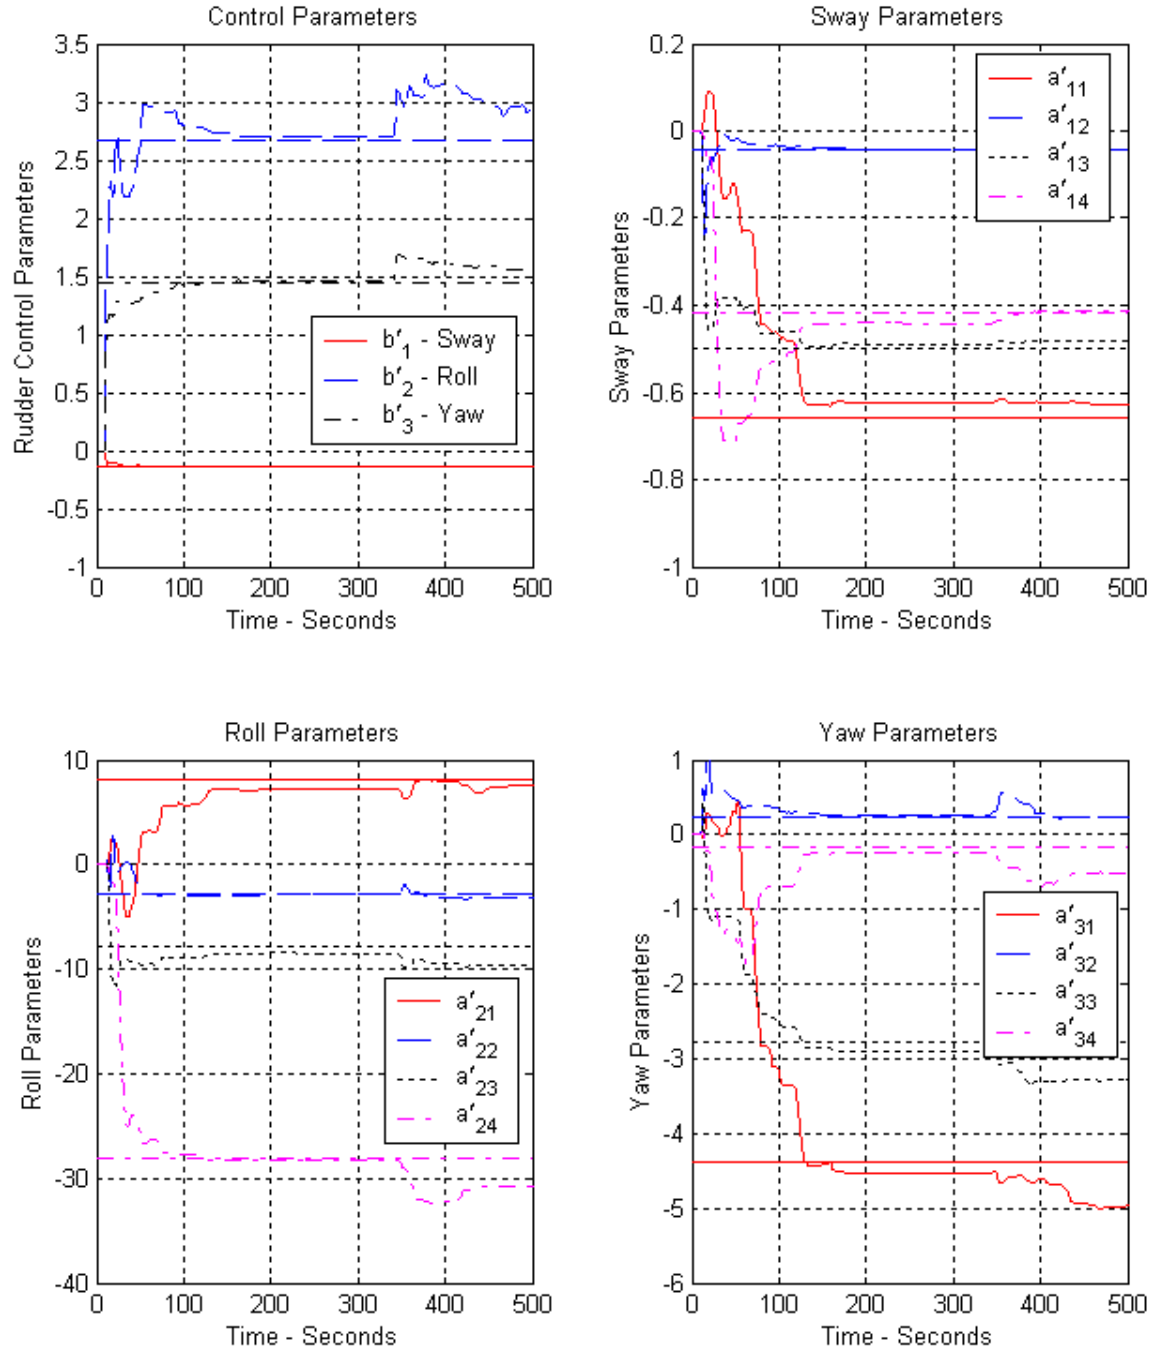 Control Parameters
3.5
3
2.5
2
1.5
1
0.5
0
-0.5
-1
Rudder Control Parameters
b'1 - Sway
b'2 - Roll
b'3 - Yaw
0 100 200 300 400 500
Time - Seconds
Sway Parameters
0.2
0
-0.2
-0.4
-0.6
-0.8
-1
Sway Parameters
a'11
a'12
a'13
a'14
0 100 200 300 400 500
Time - Seconds
Roll Parameters
10
0
-10
-20
-30
-40
Roll Parameters
a'21
a'22
a'23
a'24
0 100 200 300 400 500
Time - Seconds
Yaw Parameters
1
0
-1
-2
-3
-4
-5
-6
Yaw Parameters
a'31
a'32
a'33
a'34
0 100 200 300 400 500
Time - Seconds